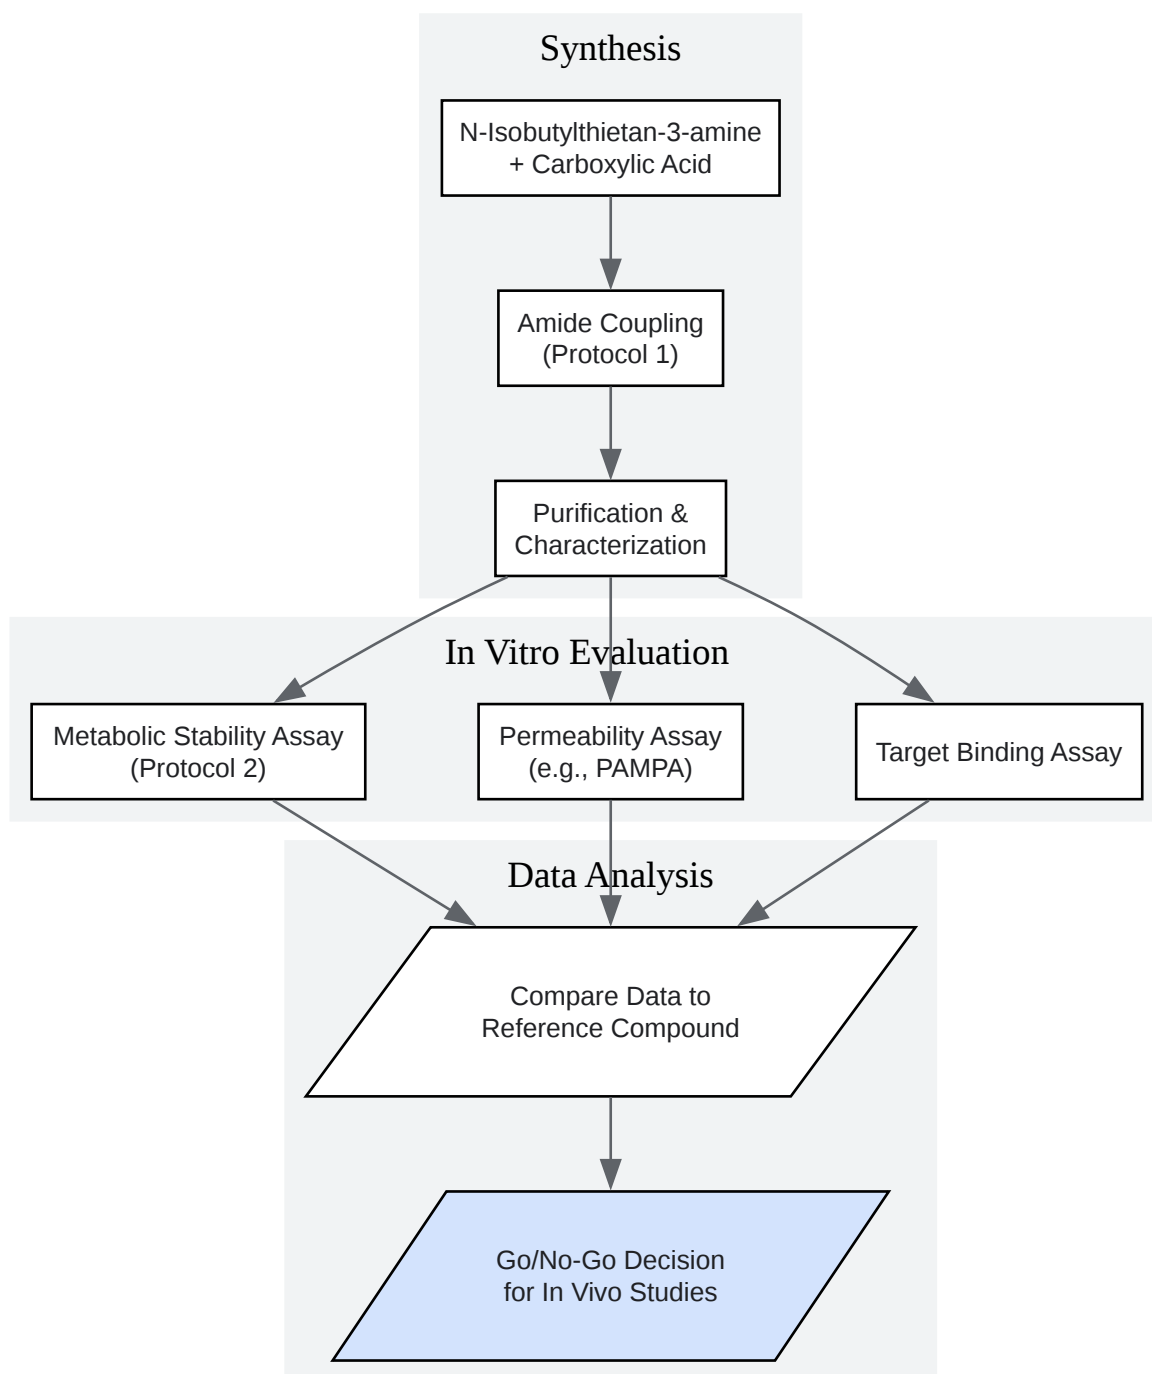 Synthesis
N-Isobutylthietan-3-amine
+ Carboxylic Acid
Amide Coupling
(Protocol 1)
Purification &
Characterization
In Vitro Evaluation
Metabolic Stability Assay
(Protocol 2)
Permeability Assay
(e.g., PAMPA)
Target Binding Assay
Data Analysis
Compare Data to
Reference Compound
Go/No-Go Decision
for In Vivo Studies